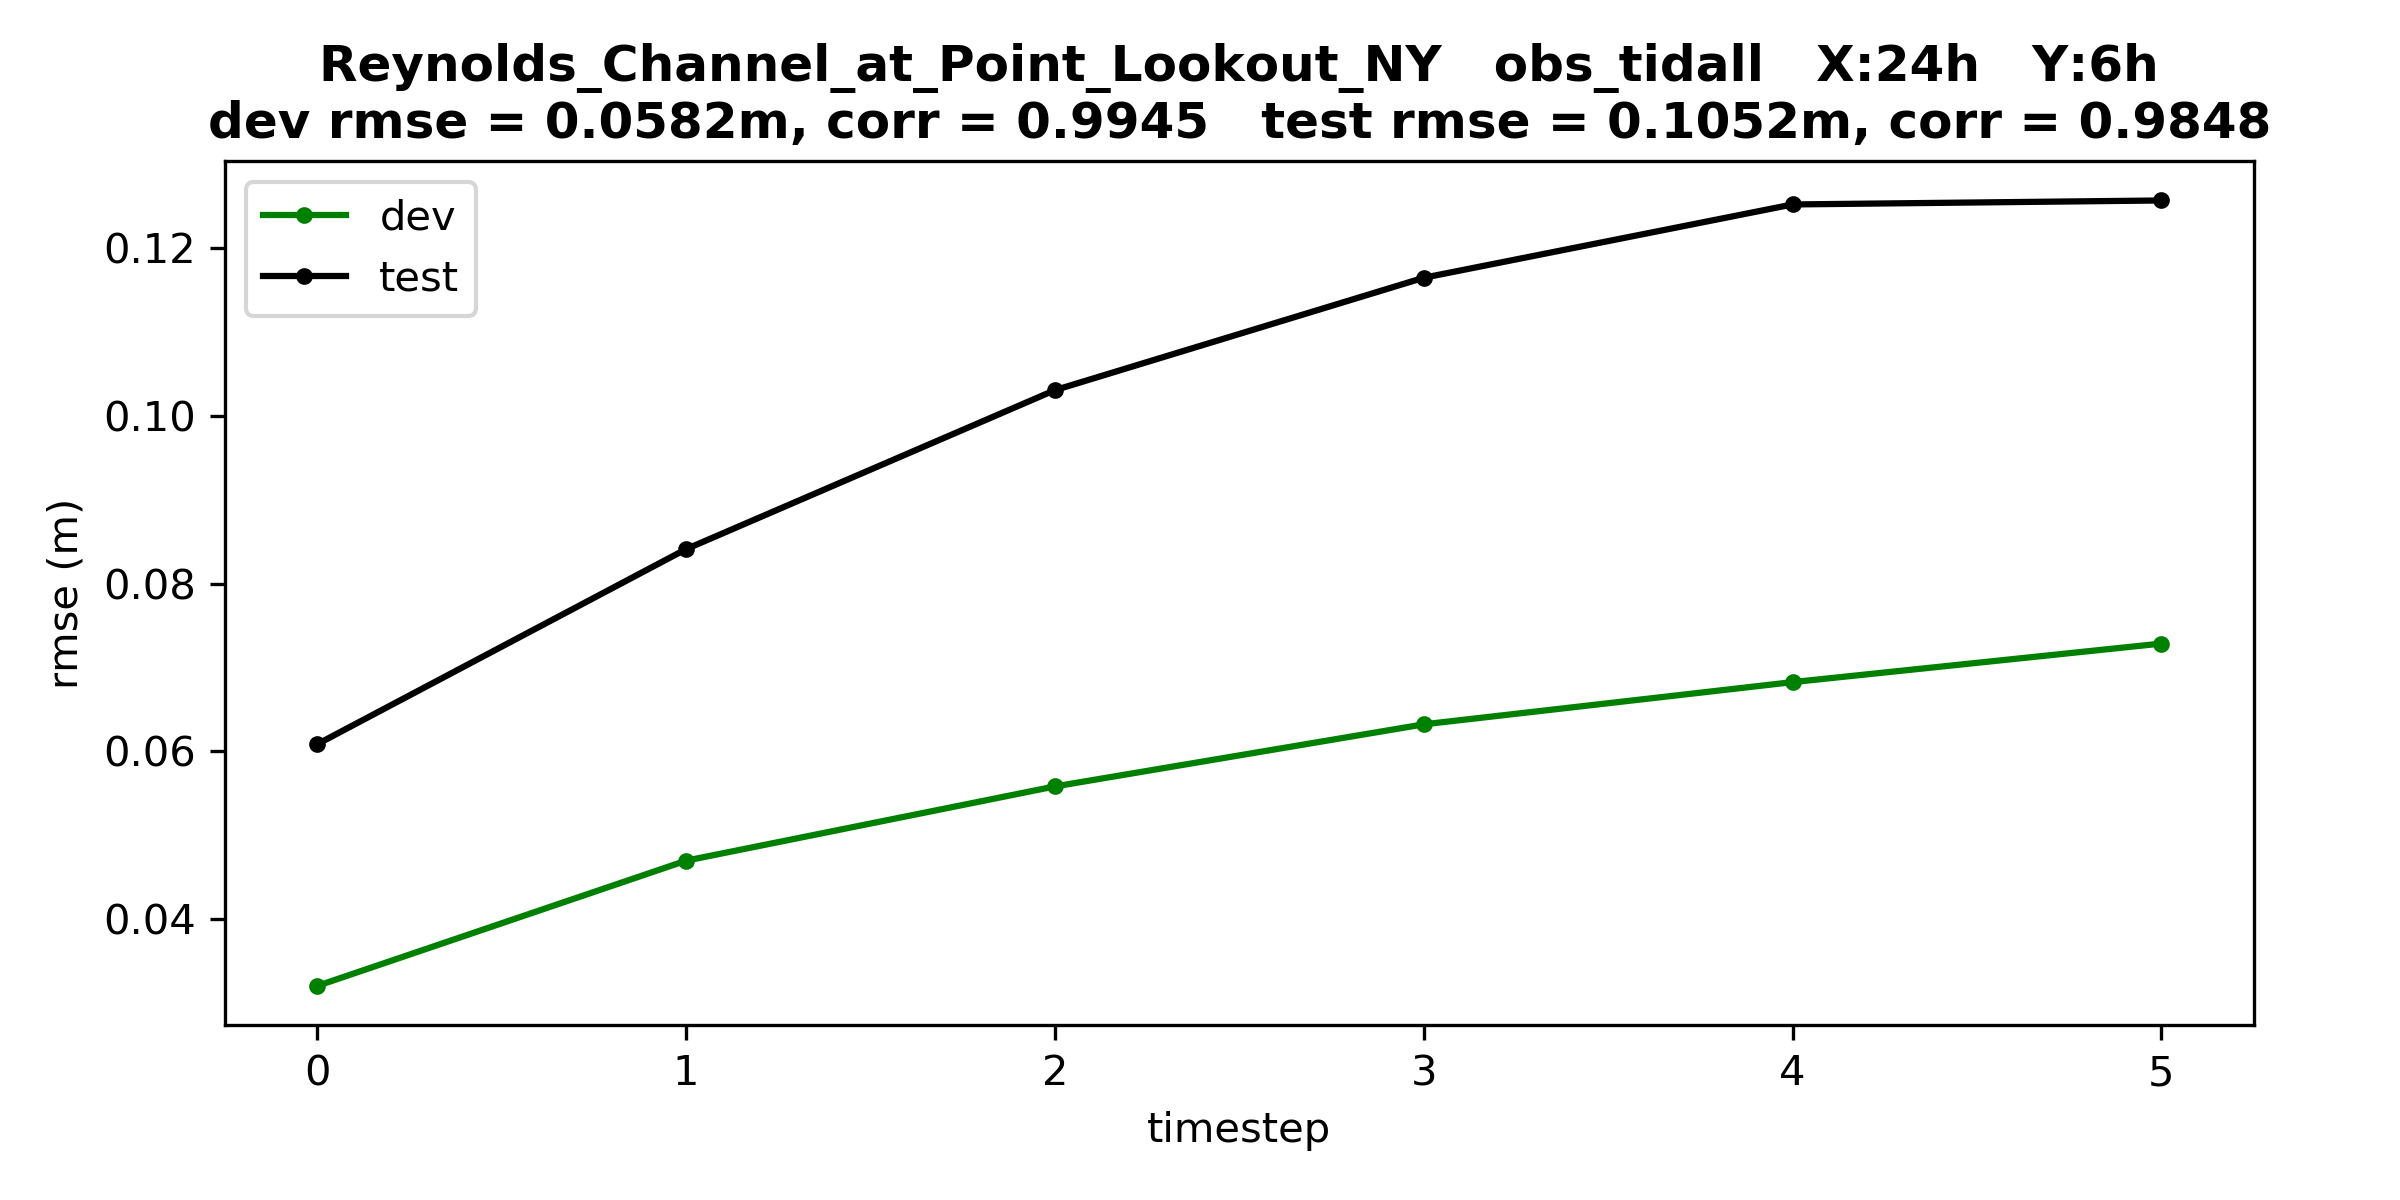 Reynolds_Channel_at_Point_Lookout_NY   obs_tidall   X:24h   Y:6h
dev rmse = 0.0582m, corr = 0.9945   test rmse = 0.1052m, corr = 0.9848
dev
test
0.12
0.10
0.08
0.06
0.04
rmse (m)
0 1 2 3 4 5
timestep